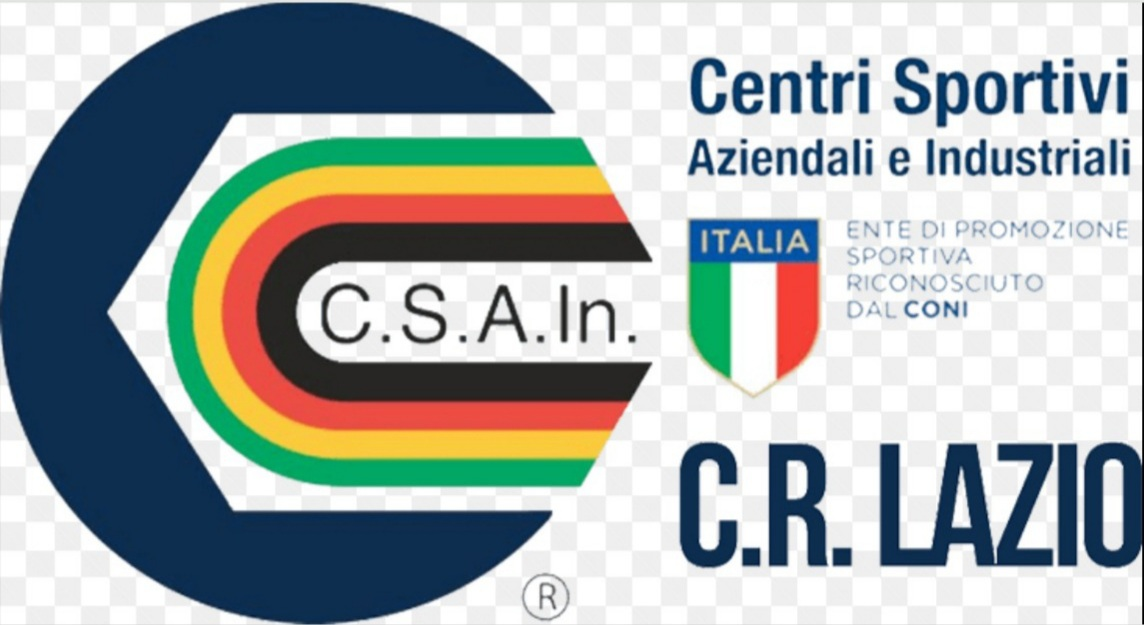 C.S.A.In.
®
Centri Sportivi
Aziendali e Industriali
ITALIA
ENTE DI PROMOZIONE
SPORTIVA
RICONOSCIUTO
DAL CONI
C.R. LAZIO